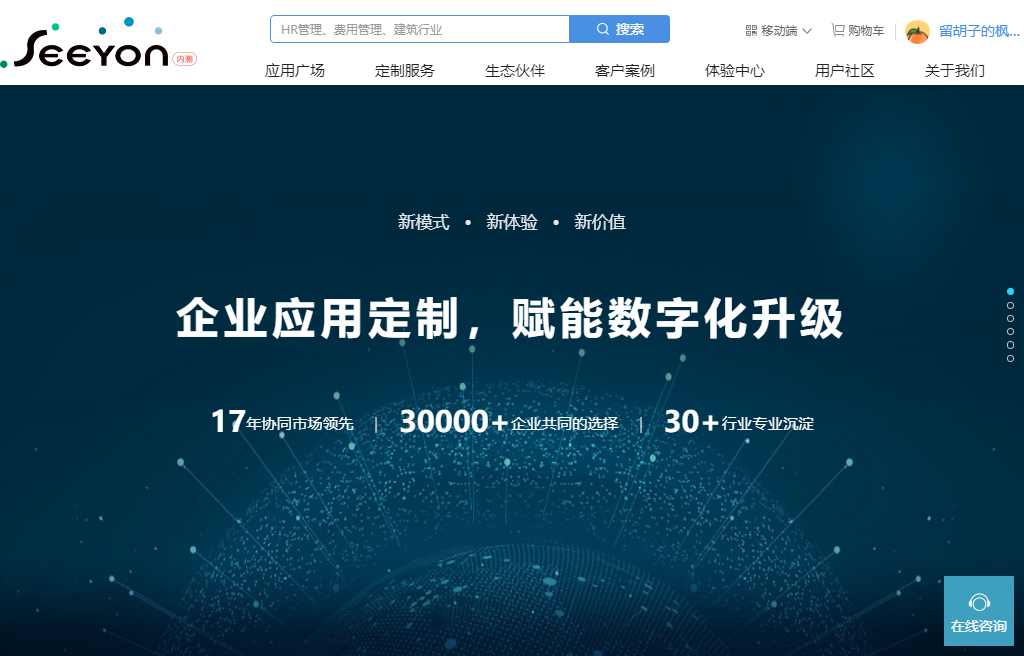 SEEYON 内测
HR管理、费用管理、建筑行业 搜索 移动端 购物车 留胡子的枫...
应用广场 定制服务 生态伙伴 客户案例 体验中心 用户社区 关于我们
新模式 • 新体验 • 新价值
企业应用定制，赋能数字化升级
17年协同市场领先 | 30000+企业共同的选择 | 30+行业专业沉淀
在线咨询